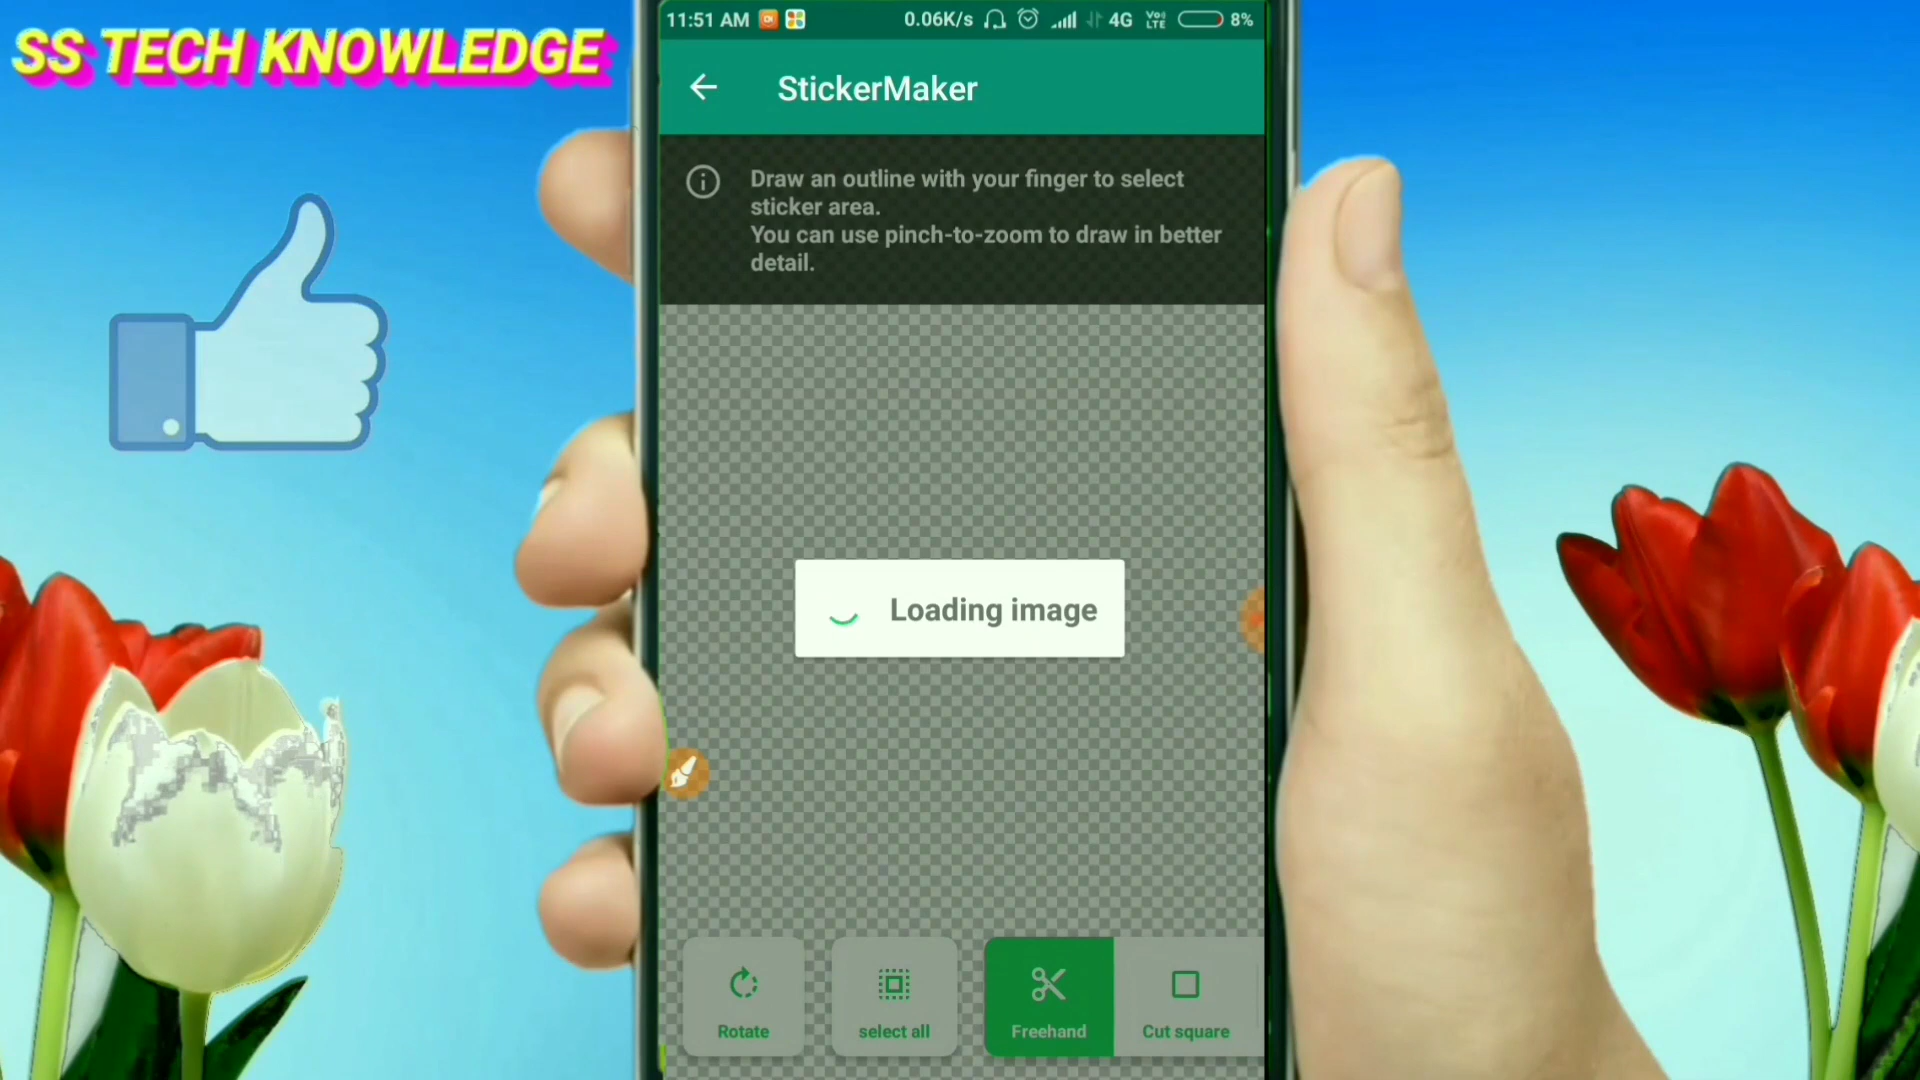 SS TECH KNOWLEDGE
11:51 AM 0.06K/s 4G VoLTE 8%
StickerMaker
Draw an outline with your finger to select
sticker area.
You can use pinch-to-zoom to draw in better
detail.
Loading image
Rotate
select all
Freehand
Cut square